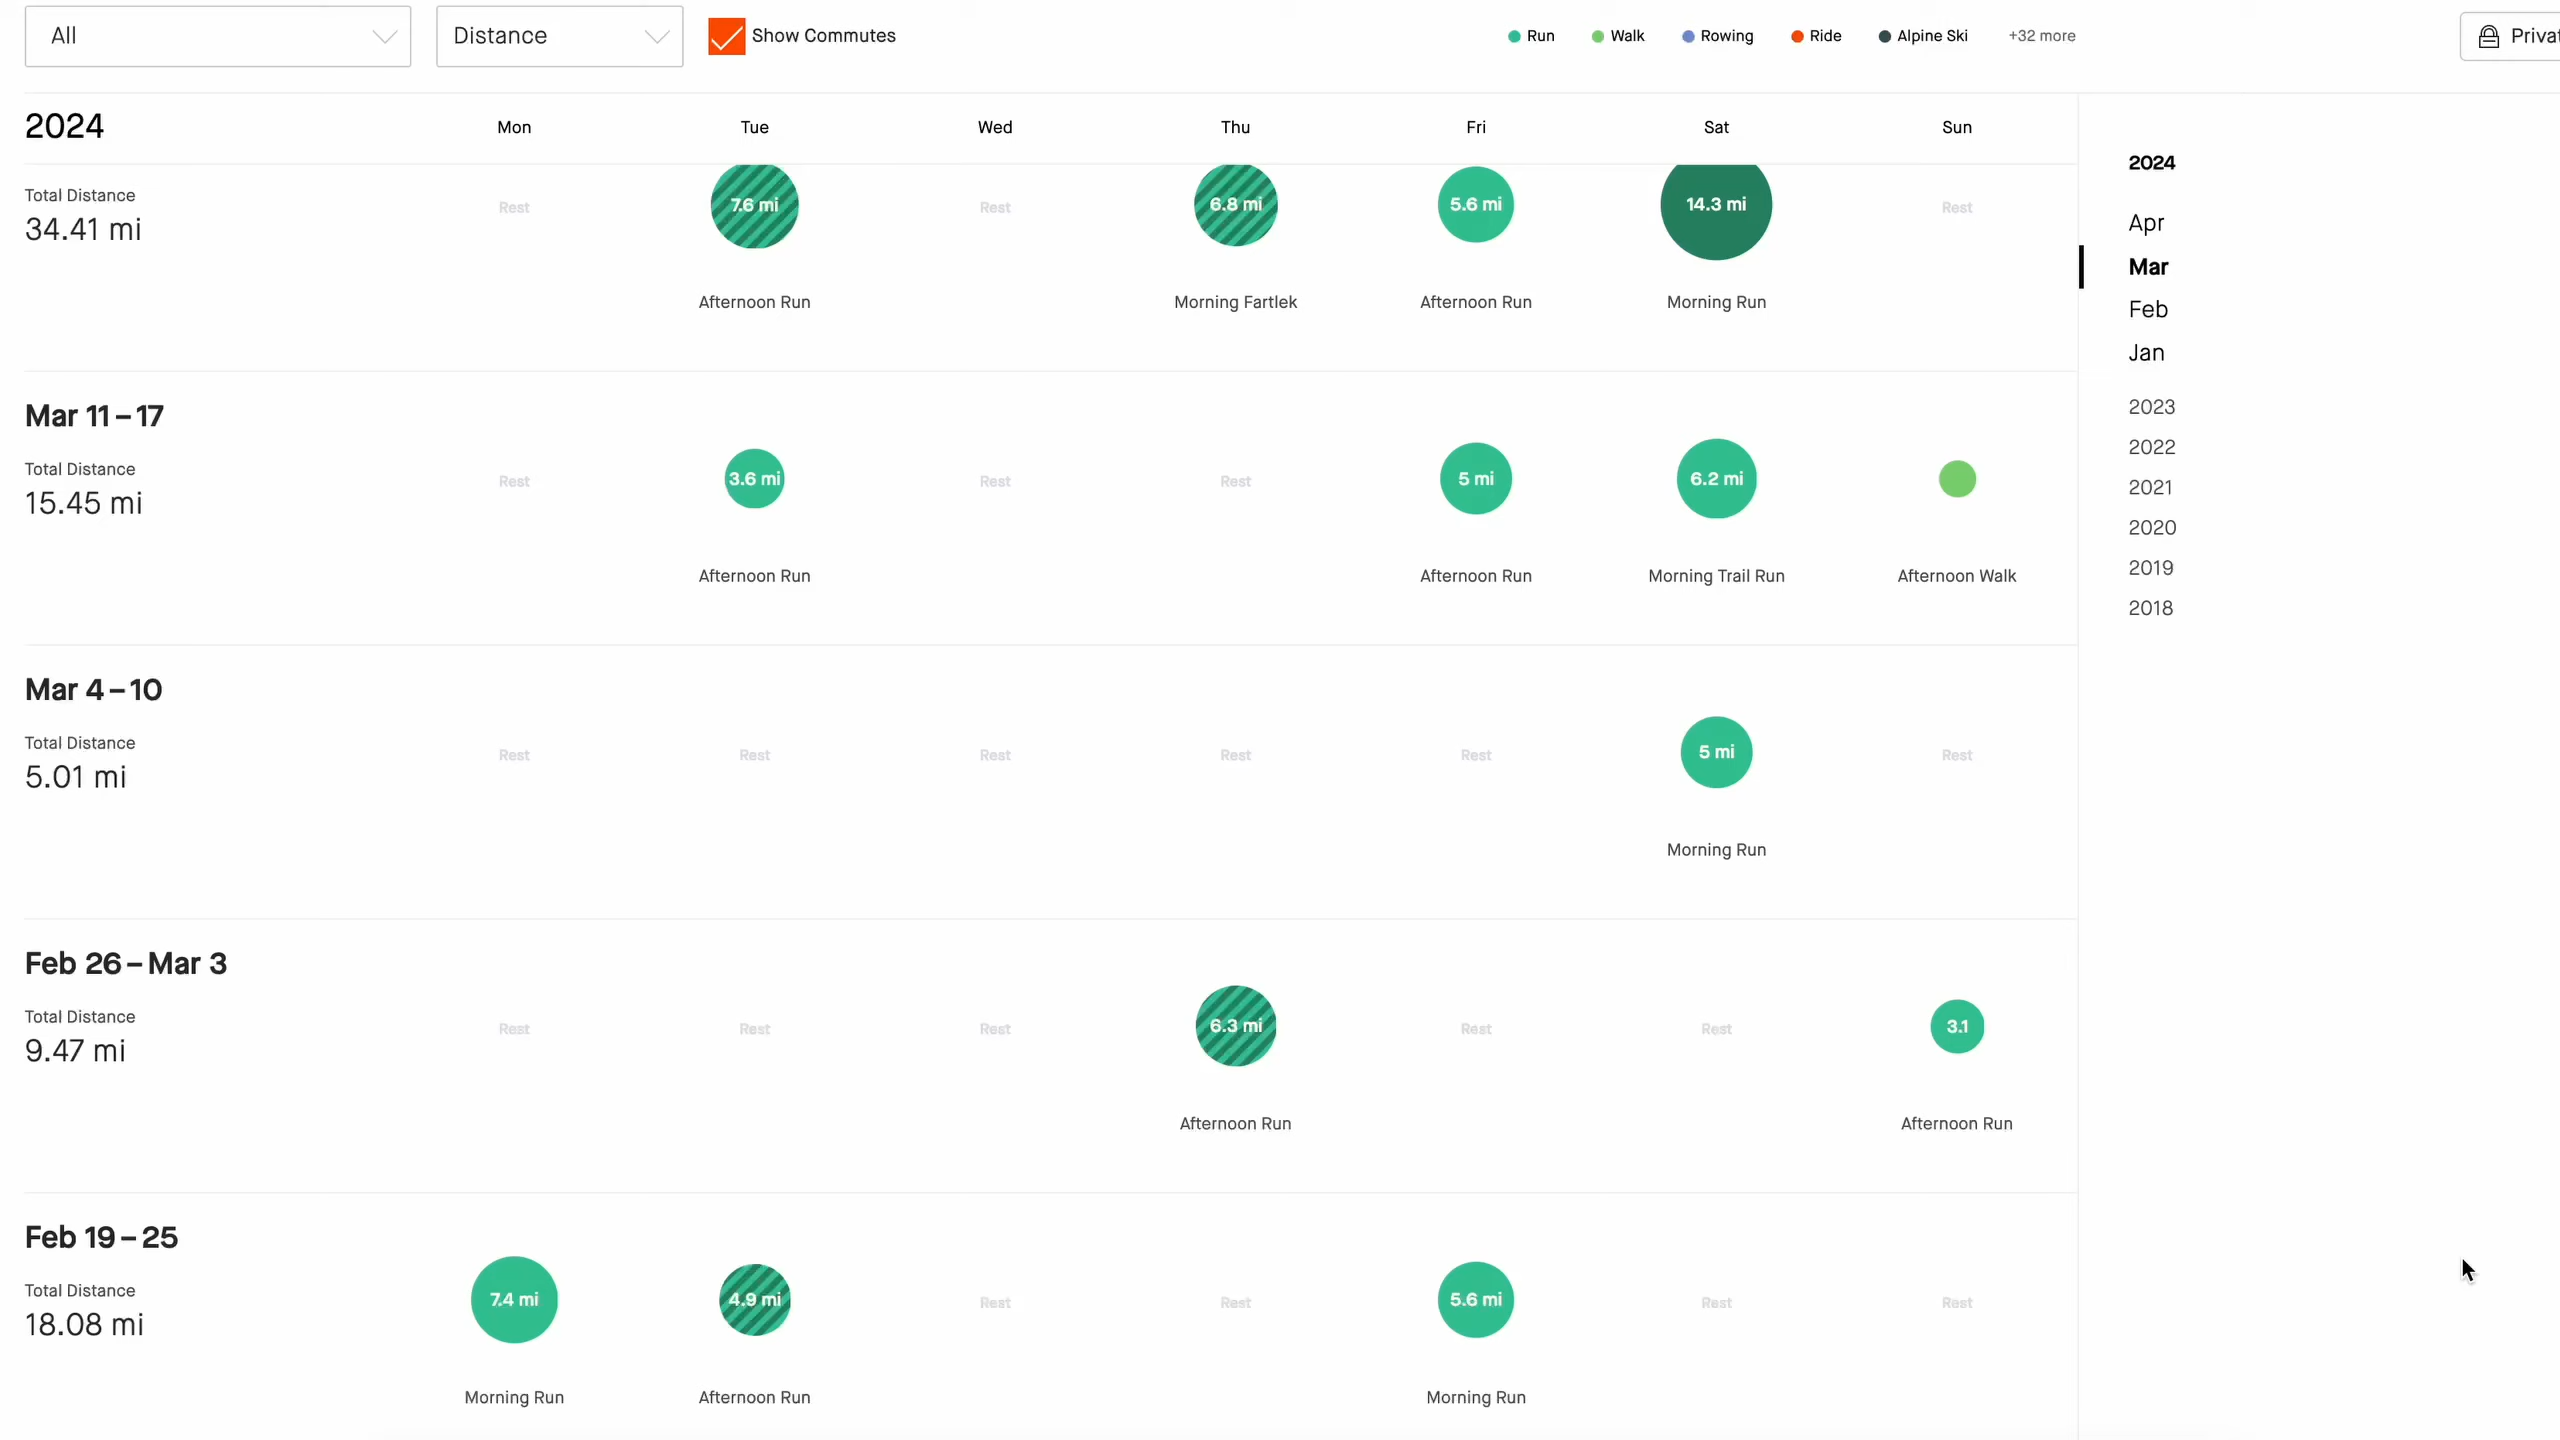 All
Distance
Show Commutes
Run
Walk
Rowing
Ride
Alpine Ski
+32 more
2024
Mon
Tue
Wed
Thu
Fri
Sat
Sun
Total Distance
34.41 mi
Rest
7.6 mi
Rest
6.8 mi
5.6 mi
14.3 mi
Rest
Afternoon Run
Morning Fartlek
Afternoon Run
Morning Run
Mar 11 – 17
Total Distance
15.45 mi
Rest
3.6 mi
Rest
Rest
5 mi
6.2 mi
Afternoon Run
Afternoon Run
Morning Trail Run
Afternoon Walk
Mar 4 – 10
Total Distance
5.01 mi
Rest
Rest
Rest
Rest
Rest
5 mi
Rest
Morning Run
Feb 26 – Mar 3
Total Distance
9.47 mi
Rest
Rest
Rest
6.3 mi
Rest
Rest
3.1
Afternoon Run
Afternoon Run
Feb 19 – 25
Total Distance
18.08 mi
7.4 mi
4.9 mi
Rest
Rest
5.6 mi
Rest
Rest
Morning Run
Afternoon Run
Morning Run
2024
Apr
Mar
Feb
Jan
2023
2022
2021
2020
2019
2018